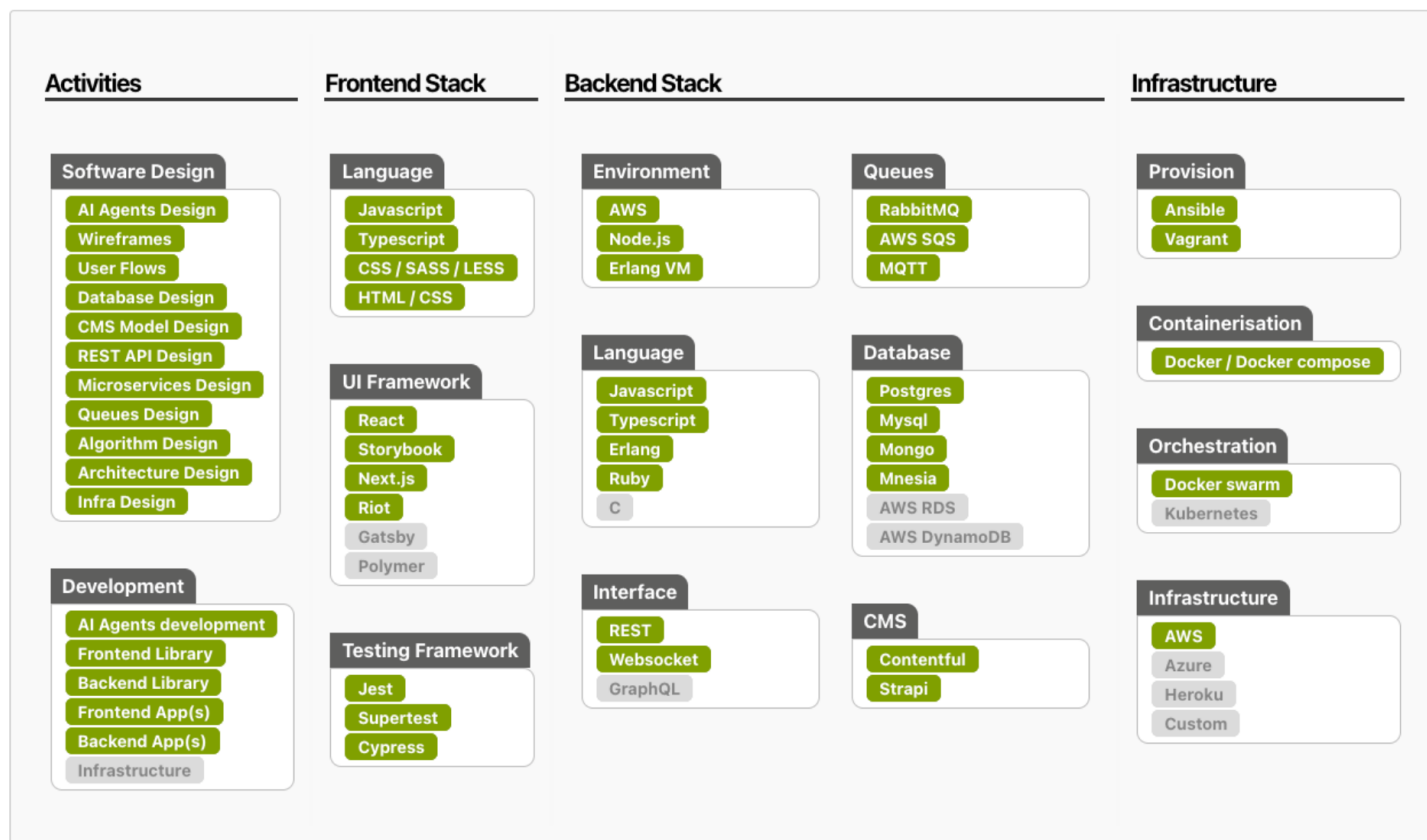 Activities
Software Design
AI Agents Design
Wireframes
User Flows
Database Design
CMS Model Design
REST API Design
Microservices Design
Queues Design
Algorithm Design
Architecture Design
Infra Design
Development
AI Agents development
Frontend Library
Backend Library
Frontend App(s)
Backend App(s)
Infrastructure
Frontend Stack
Language
Javascript
Typescript
CSS / SASS / LESS
HTML / CSS
UI Framework
React
Storybook
Next.js
Riot
Gatsby
Polymer
Testing Framework
Jest
Supertest
Cypress
Backend Stack
Environment
AWS
Node.js
Erlang VM
Language
Javascript
Typescript
Erlang
Ruby
C
Interface
REST
Websocket
GraphQL
Queues
RabbitMQ
AWS SQS
MQTT
Database
Postgres
Mysql
Mongo
Mnesia
AWS RDS
AWS DynamoDB
CMS
Contentful
Strapi
Infrastructure
Provision
Ansible
Vagrant
Containerisation
Docker / Docker compose
Orchestration
Docker swarm
Kubernetes
Infrastructure
AWS
Azure
Heroku
Custom